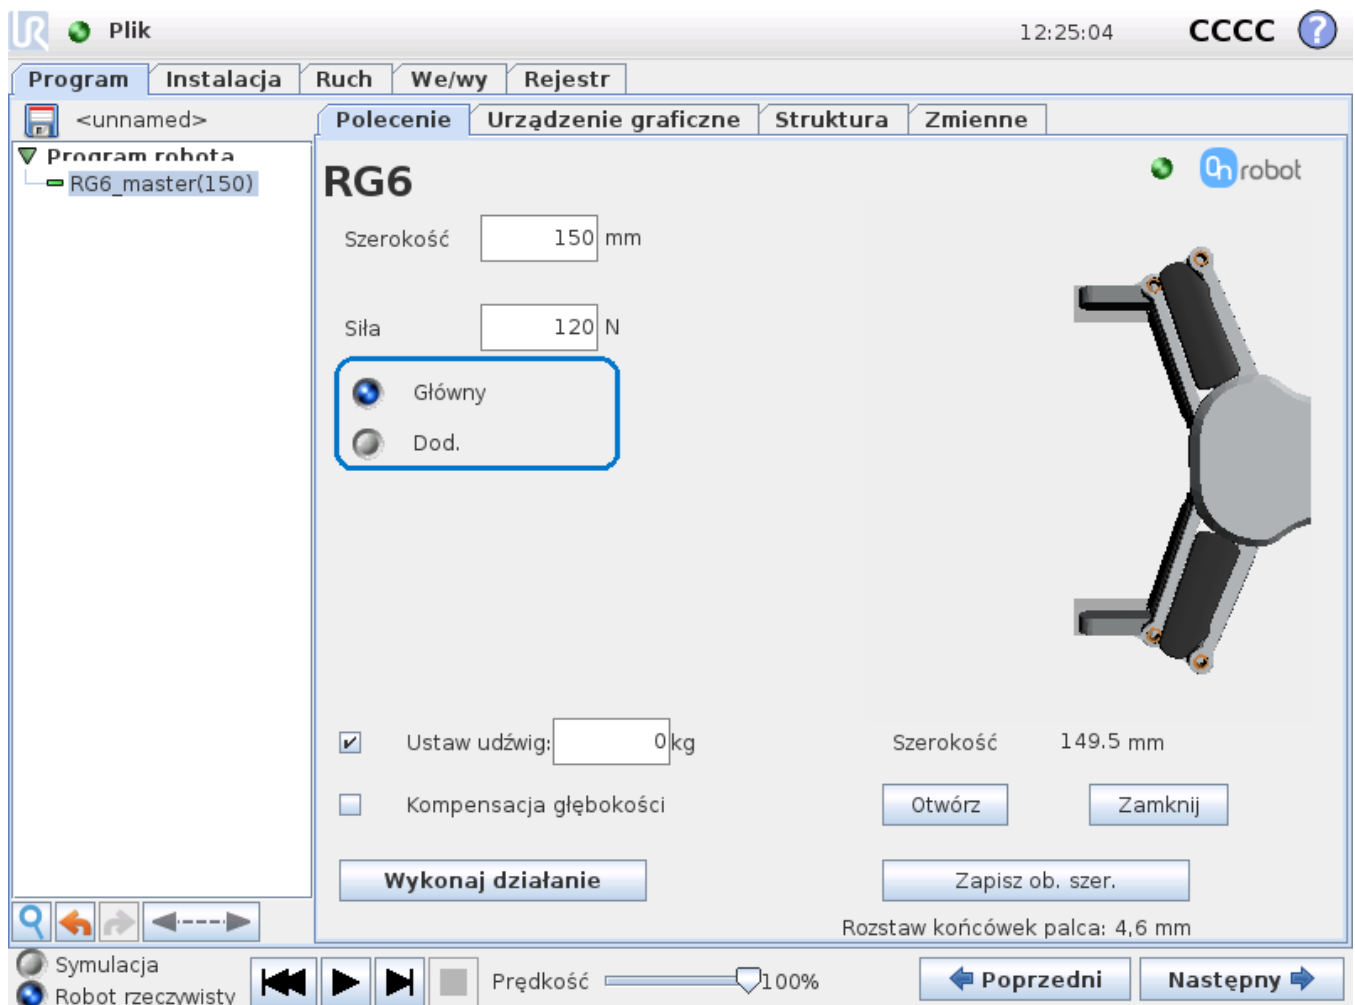 UR Plik 12:25:04 CCCC ?
Program Instalacja Ruch We/wy Rejestr
<unnamed> Polecenie Urządzenie graficzne Struktura Zmienne
Program robota
RG6_master(150)
RG6
On robot
Szerokość 150 mm
Siła 120 N
Główny
Dod.
Ustaw udźwig: 0 kg Szerokość 149.5 mm
Kompensacja głębokości Otwórz Zamknij
Wykonaj działanie Zapisz ob. szer.
Rozstaw końcówek palca: 4,6 mm
Symulacja
Robot rzeczywisty
Prędkość 100% Poprzedni Następny